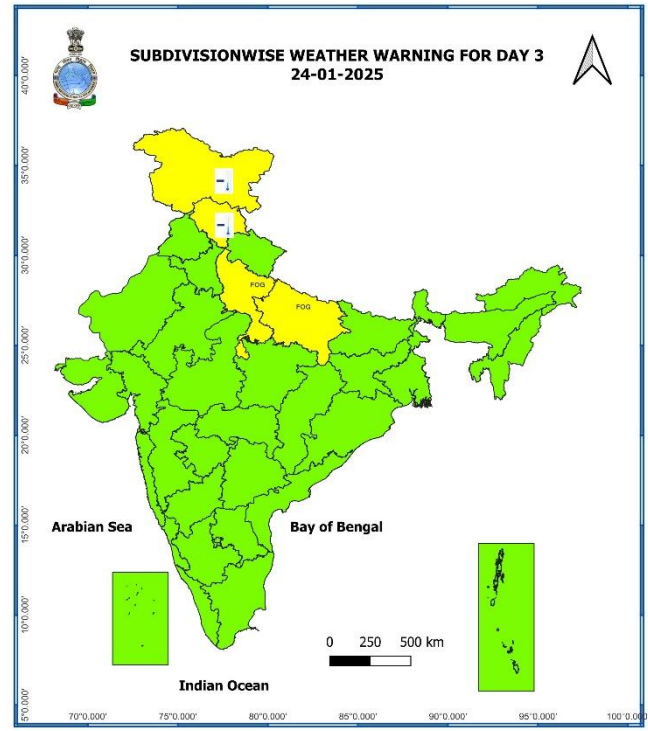 SUBDIVISIONWISE WEATHER WARNING FOR DAY 3
24-01-2025
40°0.000'
35°0.000'
30°0.000'
25°0.000'
20°0.000'
15°0.000'
10°0.000'
5°0.000'
FOG
FOG
Arabian Sea
Bay of Bengal
0 250 500 km
Indian Ocean
70°0.000' 75°0.000' 80°0.000' 85°0.000' 90°0.000' 95°0.000' 100°0.0